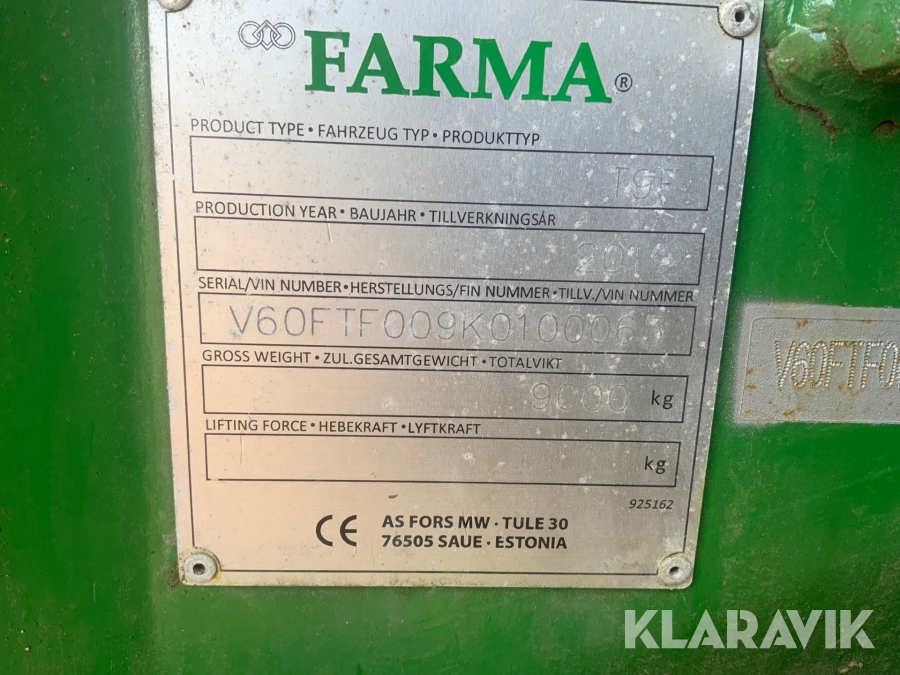 FARMA®
PRODUCT TYPE • FAHRZEUG TYP • PRODUKTTYP
T9F
PRODUCTION YEAR • BAUJAHR • TILLVERKNINGSÅR
SERIAL/VIN NUMBER • HERSTELLUNGS/FIN NUMMER • TILLV./VIN NUMMER
V60FTF009K0100063
GROSS WEIGHT • ZUL.GESAMTGEWICHT • TOTALVIKT
9000 kg
LIFTING FORCE • HEBEKRAFT • LYFTKRAFT
kg
925162
CE AS FORS MW · TULE 30
76505 SAUE · ESTONIA
KLARAVIK